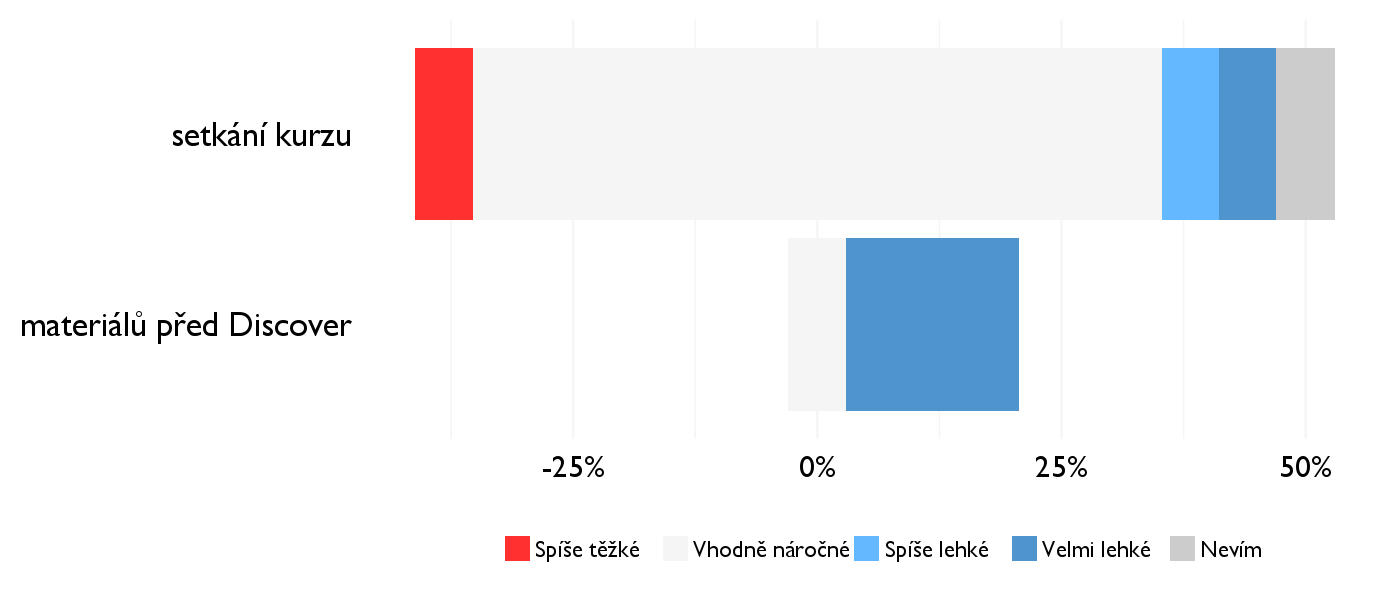 setkání kurzu
materiálů před Discover
-25% 0% 25% 50%
Spíše těžké Vhodně náročné Spíše lehké Velmi lehké Nevím